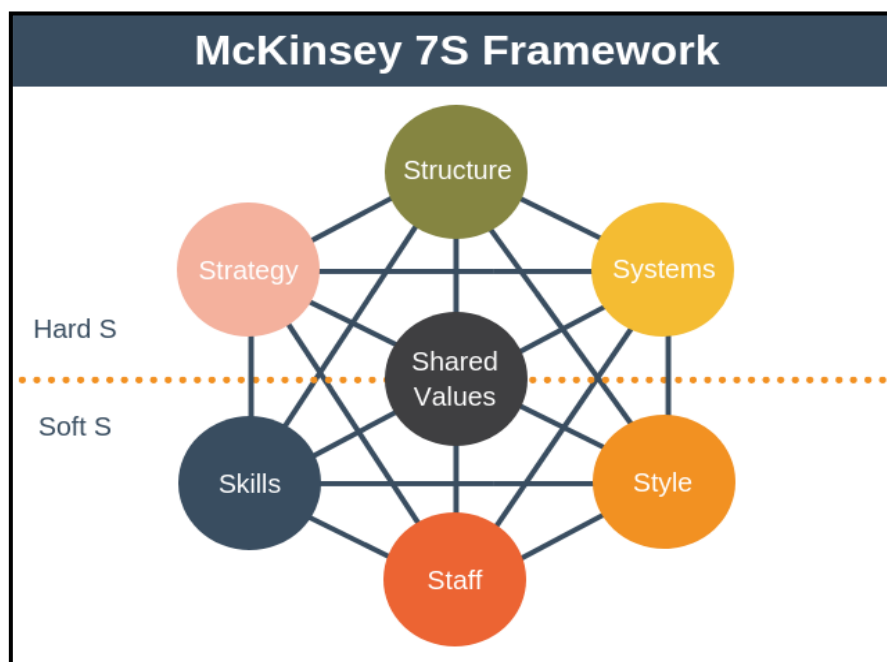 McKinsey 7S Framework
Structure
Strategy
Systems
Hard S
Shared
Values
Soft S
Skills
Style
Staff